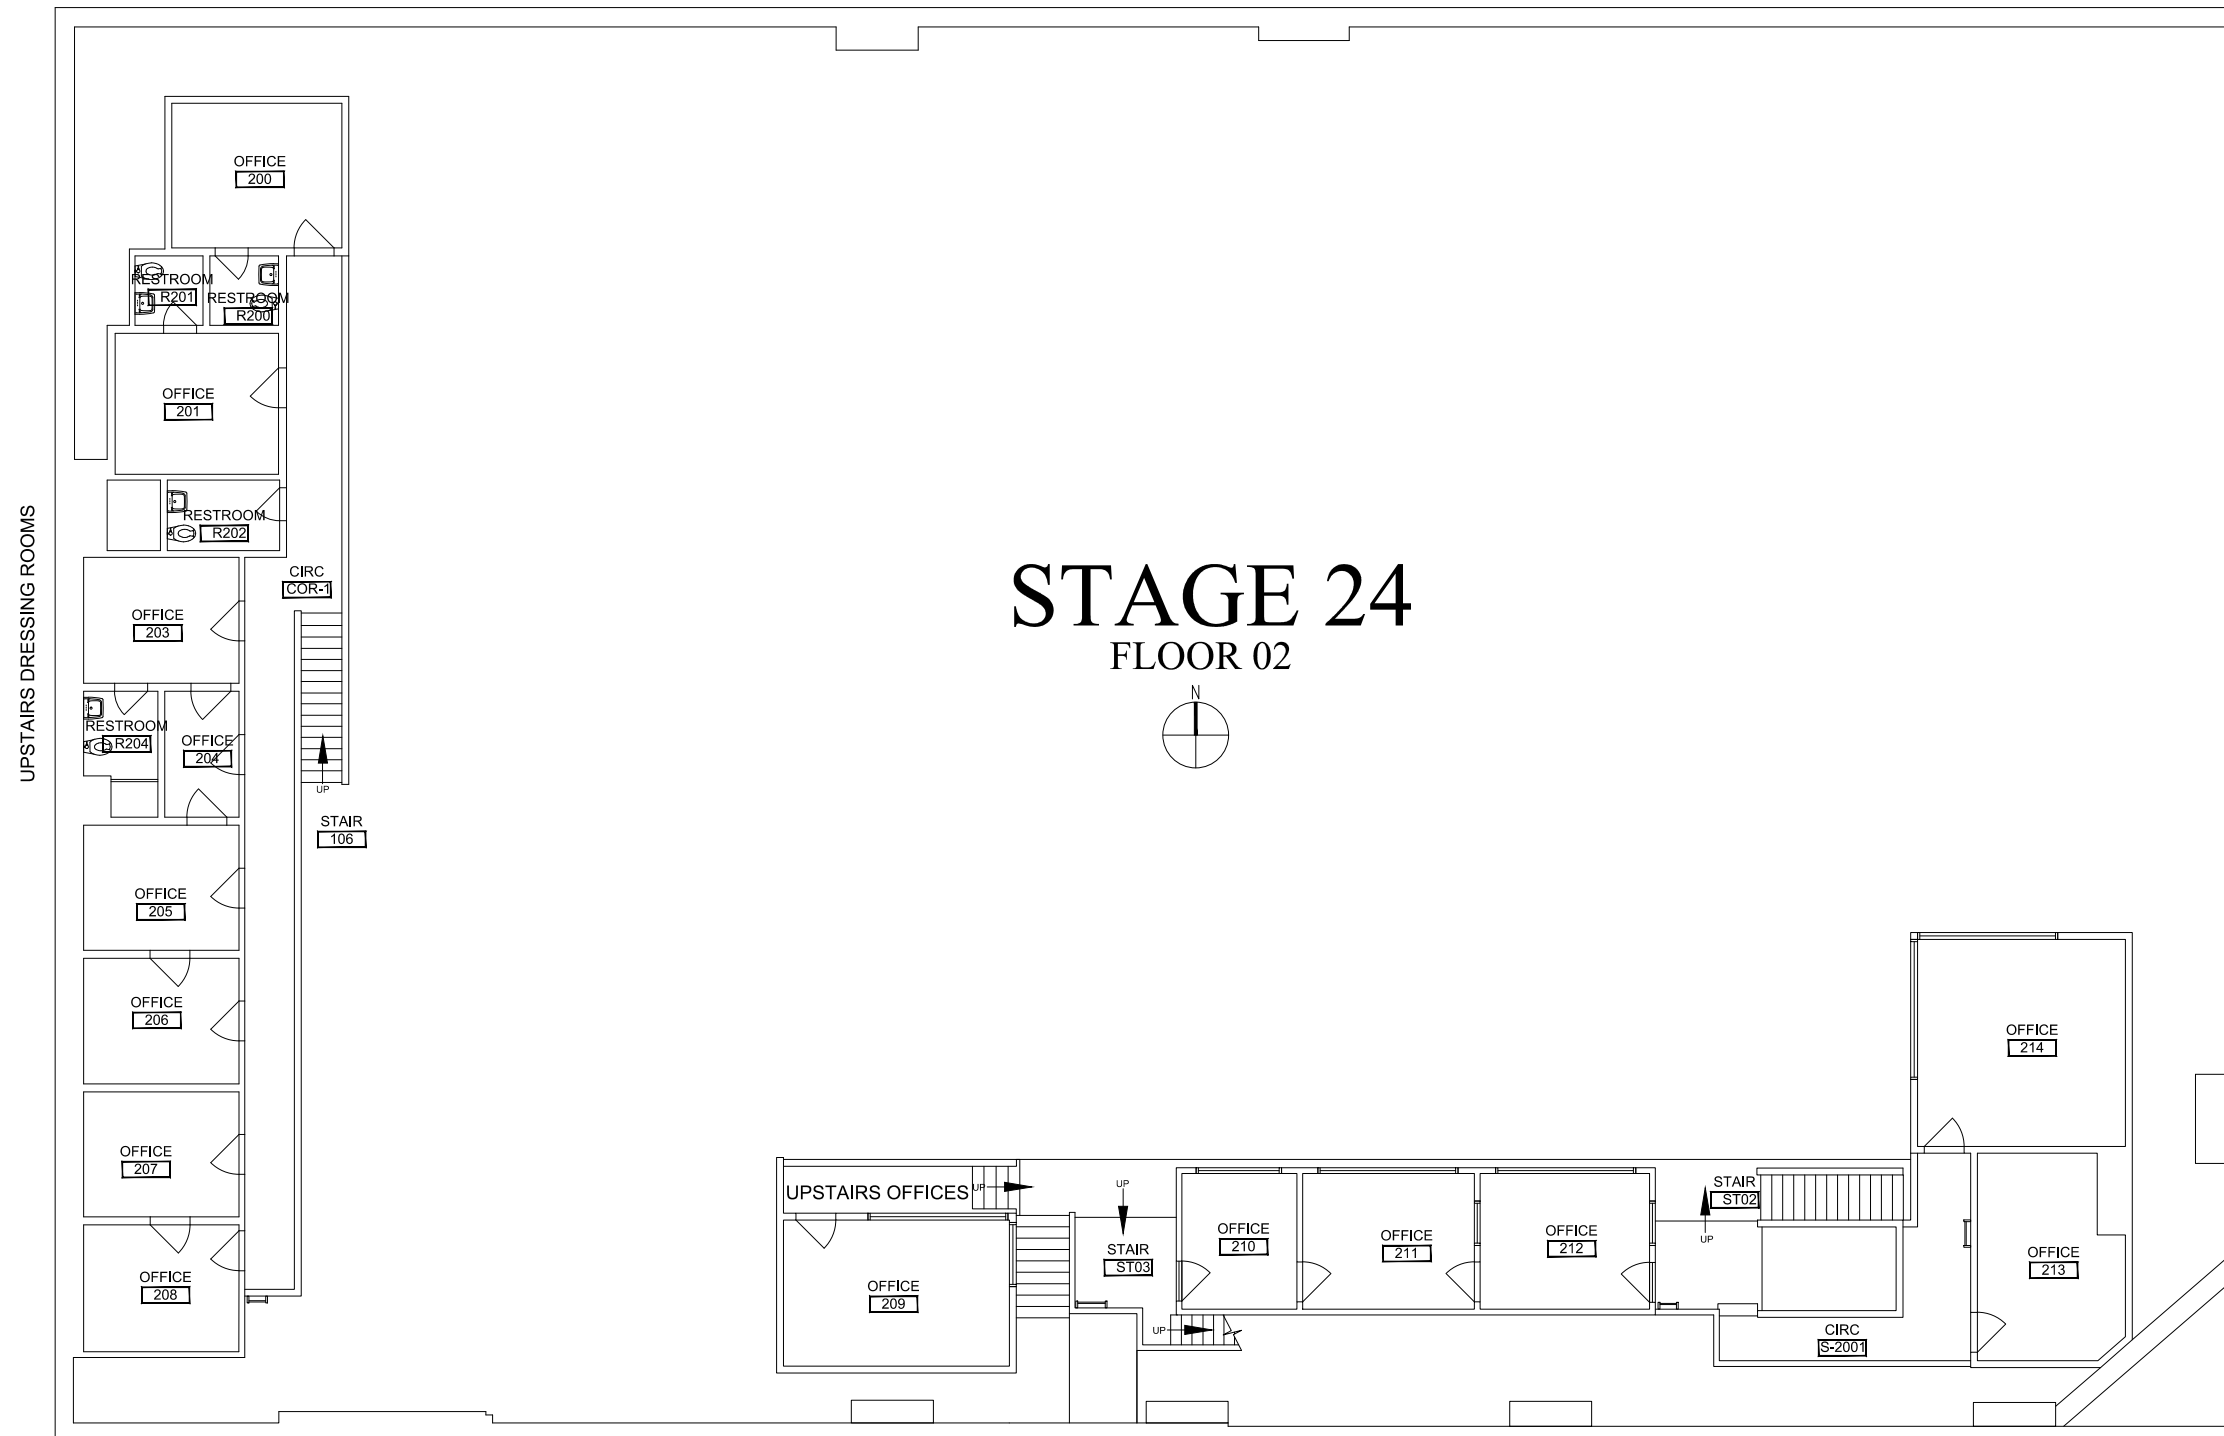 OFFICE
200
RESTROOM
R201
RESTROOM
R200
OFFICE
201
RESTROOM
R202
UPSTAIRS DRESSING ROOMS
CIRC
COR-1
OFFICE
203
STAGE 24
FLOOR 02
N
RESTROOM
R204
OFFICE
204
UP
STAIR
106
OFFICE
205
OFFICE
206
OFFICE
207
OFFICE
208
UPSTAIRS OFFICES
UP
UP
STAIR
ST03
OFFICE
209
UP
OFFICE
210
OFFICE
211
OFFICE
212
STAIR
ST02
UP
OFFICE
214
OFFICE
213
CIRC
S-2001